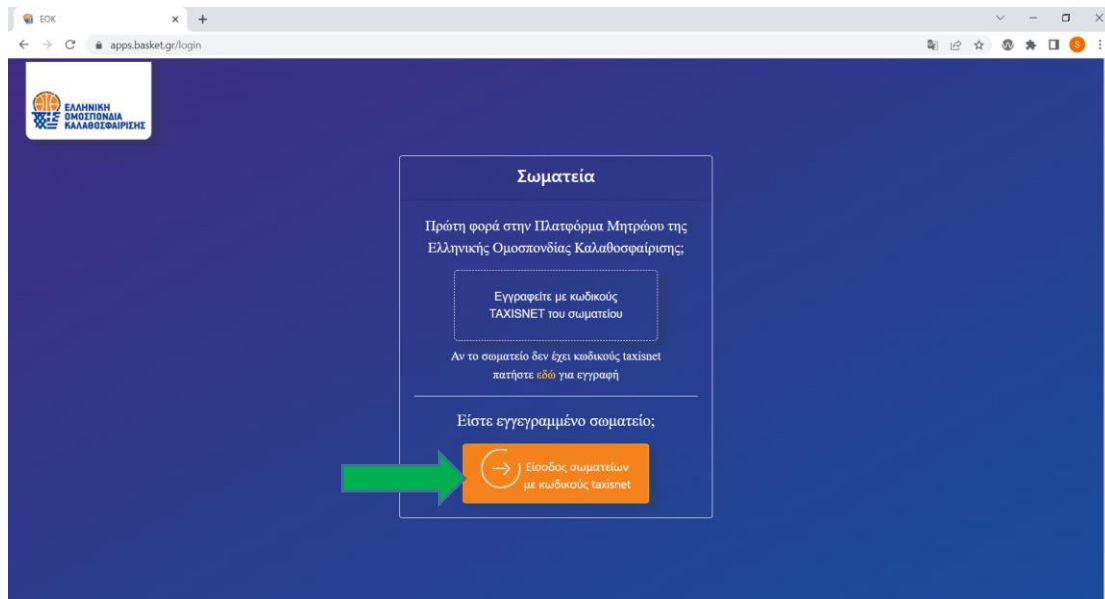 EOK
apps.basket.gr/login
S
ΕΛΛΗΝΙΚΗ
ΟΜΟΣΠΟΝΔΙΑ
ΚΑΛΑΘΟΣΦΑΙΡΙΣΗΣ
Σωματεία
Πρώτη φορά στην Πλατφόρμα Μητρώου της
Ελληνικής Ομοσπονδίας Καλαθοσφαίρισης;
Εγγραφείτε με κωδικούς
TAXISNET του σωματείου
Αν το σωματείο δεν έχει κωδικούς taxisnet
πατήστε εδώ για εγγραφή
Είστε εγγεγραμμένο σωματείο;
Είσοδος σωματείων
με κωδικούς taxisnet